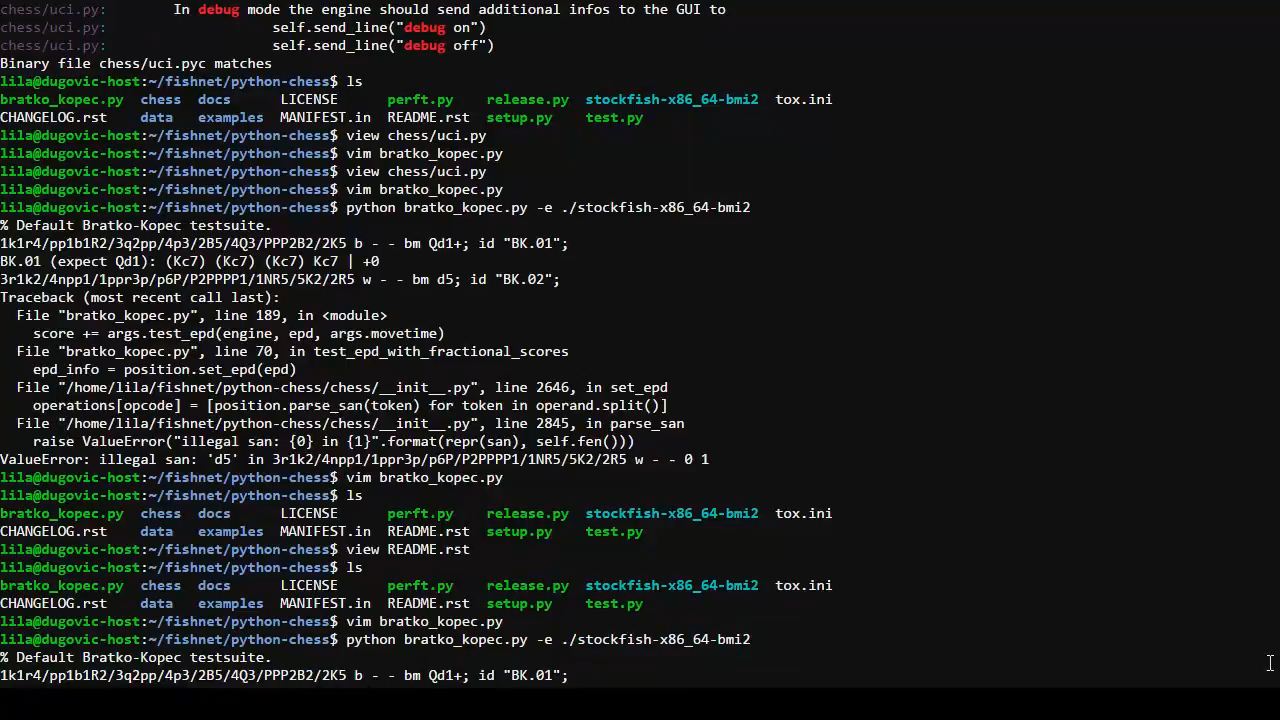 chess/uci.py:        In debug mode the engine should send additional infos to the GUI to
chess/uci.py:                    self.send_line("debug on")
chess/uci.py:                    self.send_line("debug off")
Binary file chess/uci.pyc matches
lila@dugovic-host:~/fishnet/python-chess$ ls
bratko_kopec.py  chess  docs      LICENSE      perft.py    release.py  stockfish-x86_64-bmi2  tox.ini
CHANGELOG.rst    data   examples  MANIFEST.in  README.rst  setup.py    test.py
lila@dugovic-host:~/fishnet/python-chess$ view chess/uci.py
lila@dugovic-host:~/fishnet/python-chess$ vim bratko_kopec.py
lila@dugovic-host:~/fishnet/python-chess$ view chess/uci.py
lila@dugovic-host:~/fishnet/python-chess$ vim bratko_kopec.py
lila@dugovic-host:~/fishnet/python-chess$ python bratko_kopec.py -e ./stockfish-x86_64-bmi2
% Default Bratko-Kopec testsuite.
1k1r4/pp1b1R2/3q2pp/4p3/2B5/4Q3/PPP2B2/2K5 b - - bm Qd1+; id "BK.01";
BK.01 (expect Qd1): (Kc7) (Kc7) (Kc7) Kc7 | +0
3r1k2/4npp1/1ppr3p/p6P/P2PPPP1/1NR5/5K2/2R5 w - - bm d5; id "BK.02";
Traceback (most recent call last):
  File "bratko_kopec.py", line 189, in <module>
    score += args.test_epd(engine, epd, args.movetime)
  File "bratko_kopec.py", line 70, in test_epd_with_fractional_scores
    epd_info = position.set_epd(epd)
  File "/home/lila/fishnet/python-chess/chess/__init__.py", line 2646, in set_epd
    operations[opcode] = [position.parse_san(token) for token in operand.split()]
  File "/home/lila/fishnet/python-chess/chess/__init__.py", line 2845, in parse_san
    raise ValueError("illegal san: {0} in {1}".format(repr(san), self.fen()))
ValueError: illegal san: 'd5' in 3r1k2/4npp1/1ppr3p/p6P/P2PPPP1/1NR5/5K2/2R5 w - - 0 1
lila@dugovic-host:~/fishnet/python-chess$ vim bratko_kopec.py
lila@dugovic-host:~/fishnet/python-chess$ ls
bratko_kopec.py  chess  docs      LICENSE      perft.py    release.py  stockfish-x86_64-bmi2  tox.ini
CHANGELOG.rst    data   examples  MANIFEST.in  README.rst  setup.py    test.py
lila@dugovic-host:~/fishnet/python-chess$ view README.rst
lila@dugovic-host:~/fishnet/python-chess$ ls
bratko_kopec.py  chess  docs      LICENSE      perft.py    release.py  stockfish-x86_64-bmi2  tox.ini
CHANGELOG.rst    data   examples  MANIFEST.in  README.rst  setup.py    test.py
lila@dugovic-host:~/fishnet/python-chess$ vim bratko_kopec.py
lila@dugovic-host:~/fishnet/python-chess$ python bratko_kopec.py -e ./stockfish-x86_64-bmi2
% Default Bratko-Kopec testsuite.
1k1r4/pp1b1R2/3q2pp/4p3/2B5/4Q3/PPP2B2/2K5 b - - bm Qd1+; id "BK.01";